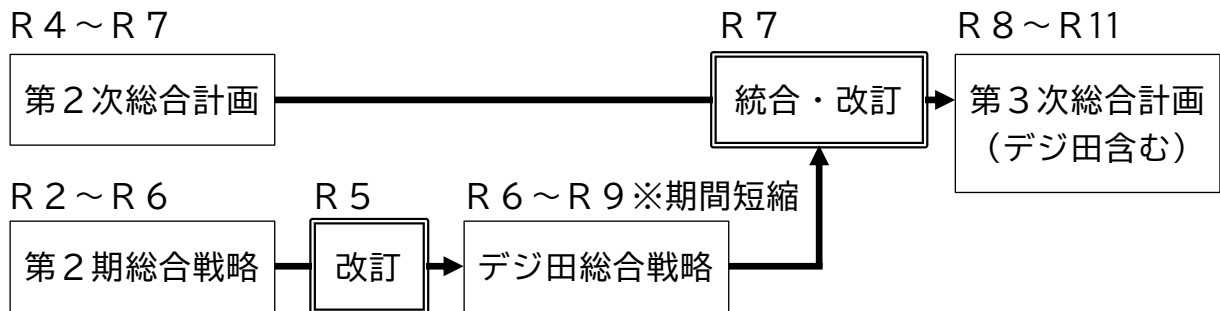 R４～R７
第２次総合計画
R７
統合・改訂
R８～R11
第３次総合計画
（デジ田含む）
R２～R６
第２期総合戦略
R５
改訂
R６～R９※期間短縮
デジ田総合戦略